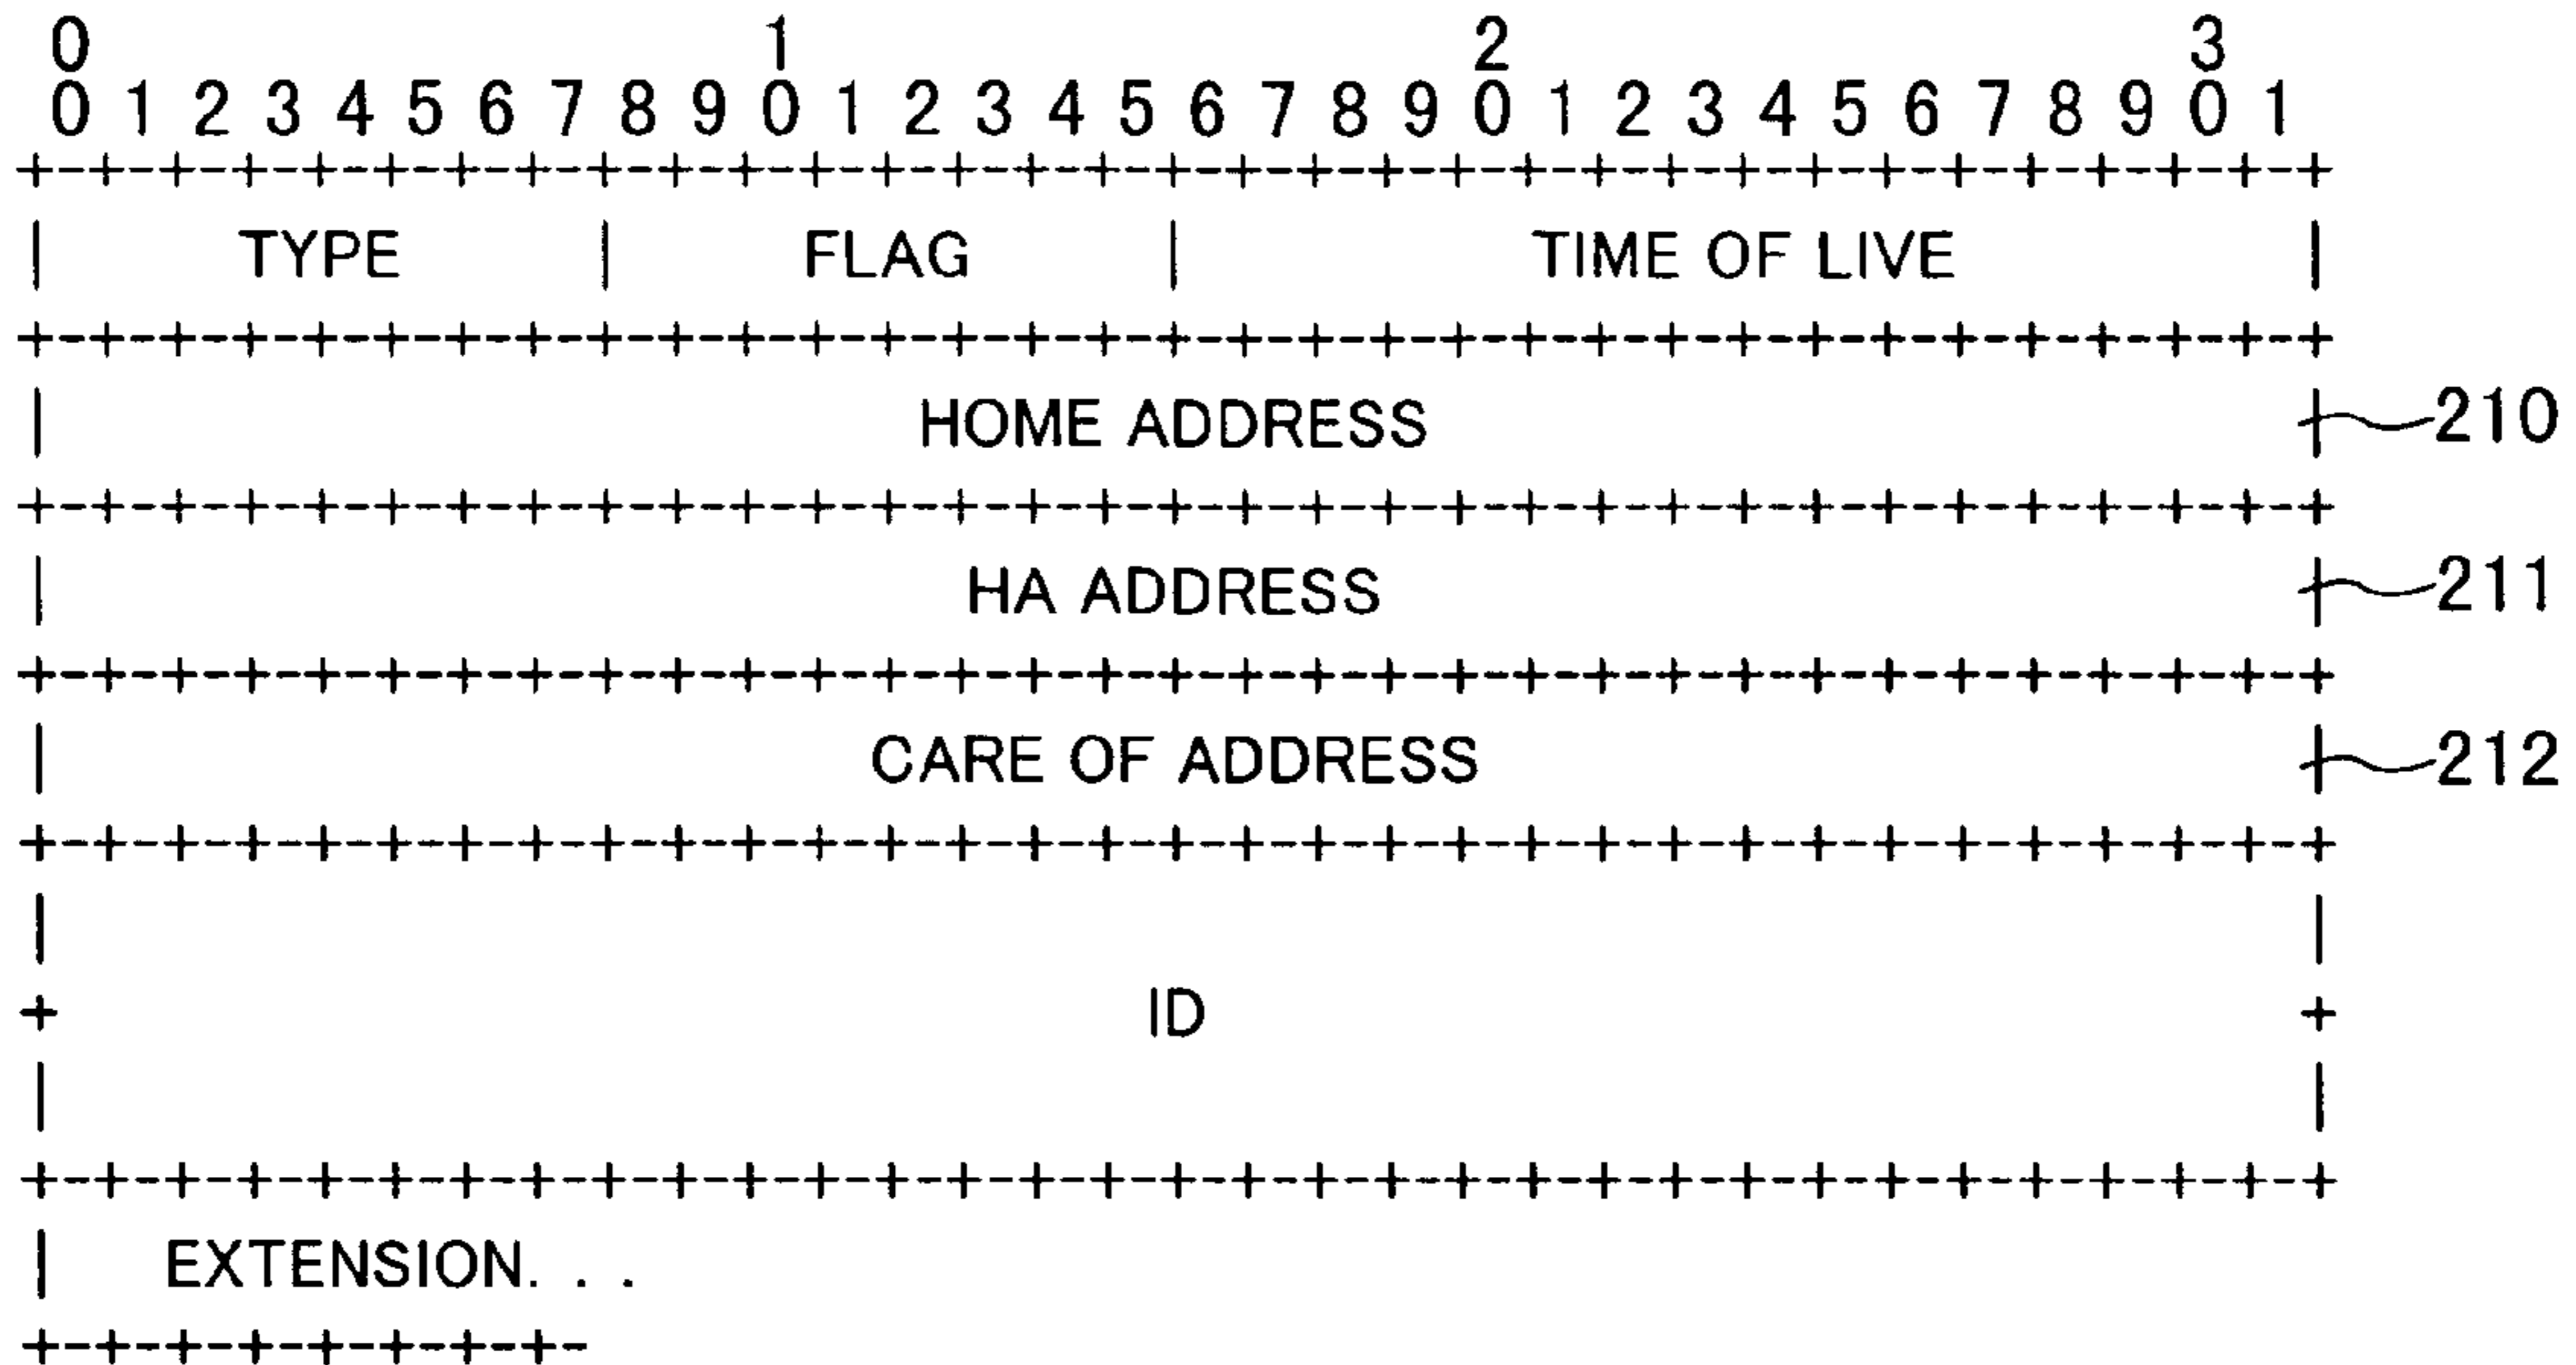 0 1 2 3
0 1 2 3 4 5 6 7 8 9 0 1 2 3 4 5 6 7 8 9 0 1 2 3 4 5 6 7 8 9 0 1
+-+-+-+-+-+-+-+-+-+-+-+-+-+-+-+-+-+-+-+-+-+-+-+-+-+-+-+-+-+-+-+-+
| TYPE | FLAG | TIME OF LIVE |
+-+-+-+-+-+-+-+-+-+-+-+-+-+-+-+-+-+-+-+-+-+-+-+-+-+-+-+-+-+-+-+-+
| HOME ADDRESS | 210
+-+-+-+-+-+-+-+-+-+-+-+-+-+-+-+-+-+-+-+-+-+-+-+-+-+-+-+-+-+-+-+-+
| HA ADDRESS | 211
+-+-+-+-+-+-+-+-+-+-+-+-+-+-+-+-+-+-+-+-+-+-+-+-+-+-+-+-+-+-+-+-+
| CARE OF ADDRESS | 212
+-+-+-+-+-+-+-+-+-+-+-+-+-+-+-+-+-+-+-+-+-+-+-+-+-+-+-+-+-+-+-+-+
| |
+ ID +
| |
+-+-+-+-+-+-+-+-+-+-+-+-+-+-+-+-+-+-+-+-+-+-+-+-+-+-+-+-+-+-+-+-+
| EXTENSION. . .
+-+-+-+-+-+-+-+-